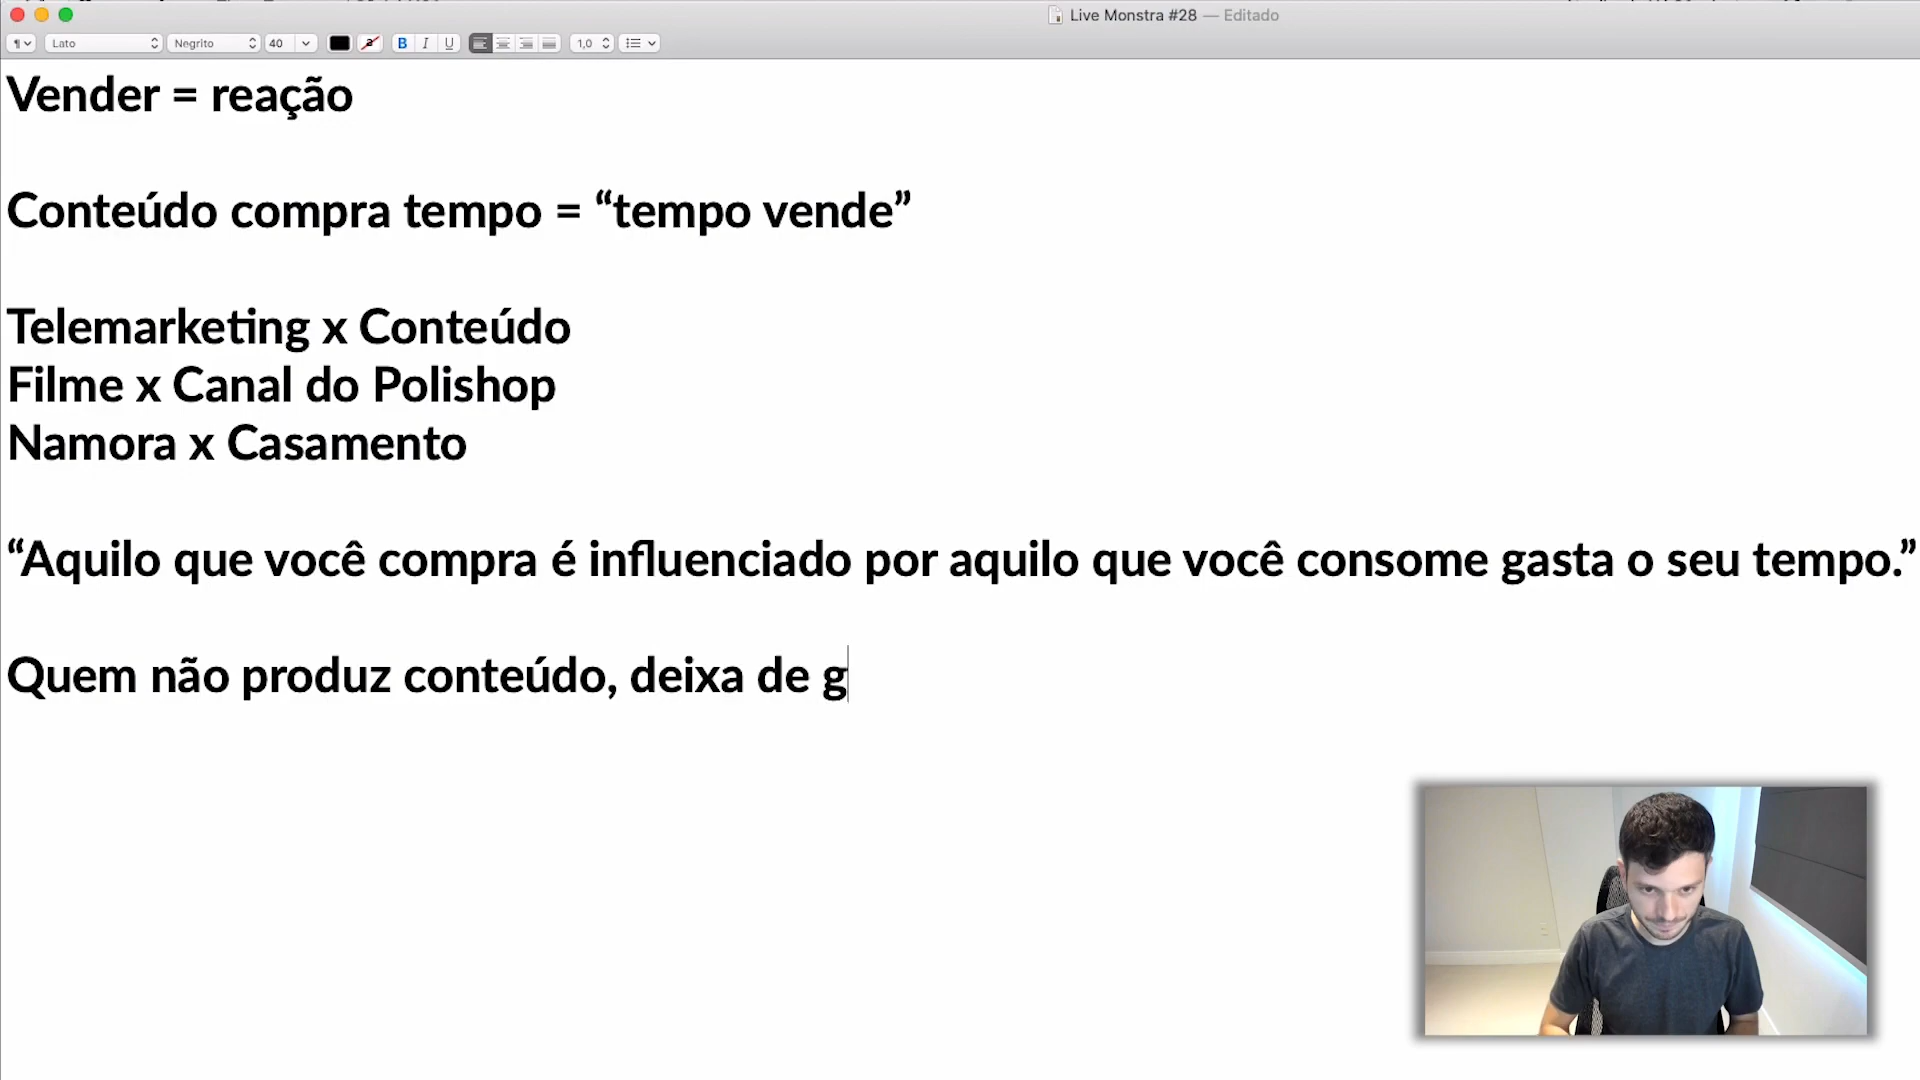 Live Monstra #28 — Editado
Lato
Negrito
40
a
B I U
1,0
Vender = reação
Conteúdo compra tempo = “tempo vende”
Telemarketing x Conteúdo
Filme x Canal do Polishop
Namora x Casamento
“Aquilo que você compra é influenciado por aquilo que você consome gasta o seu tempo.”
Quem não produz conteúdo, deixa de g